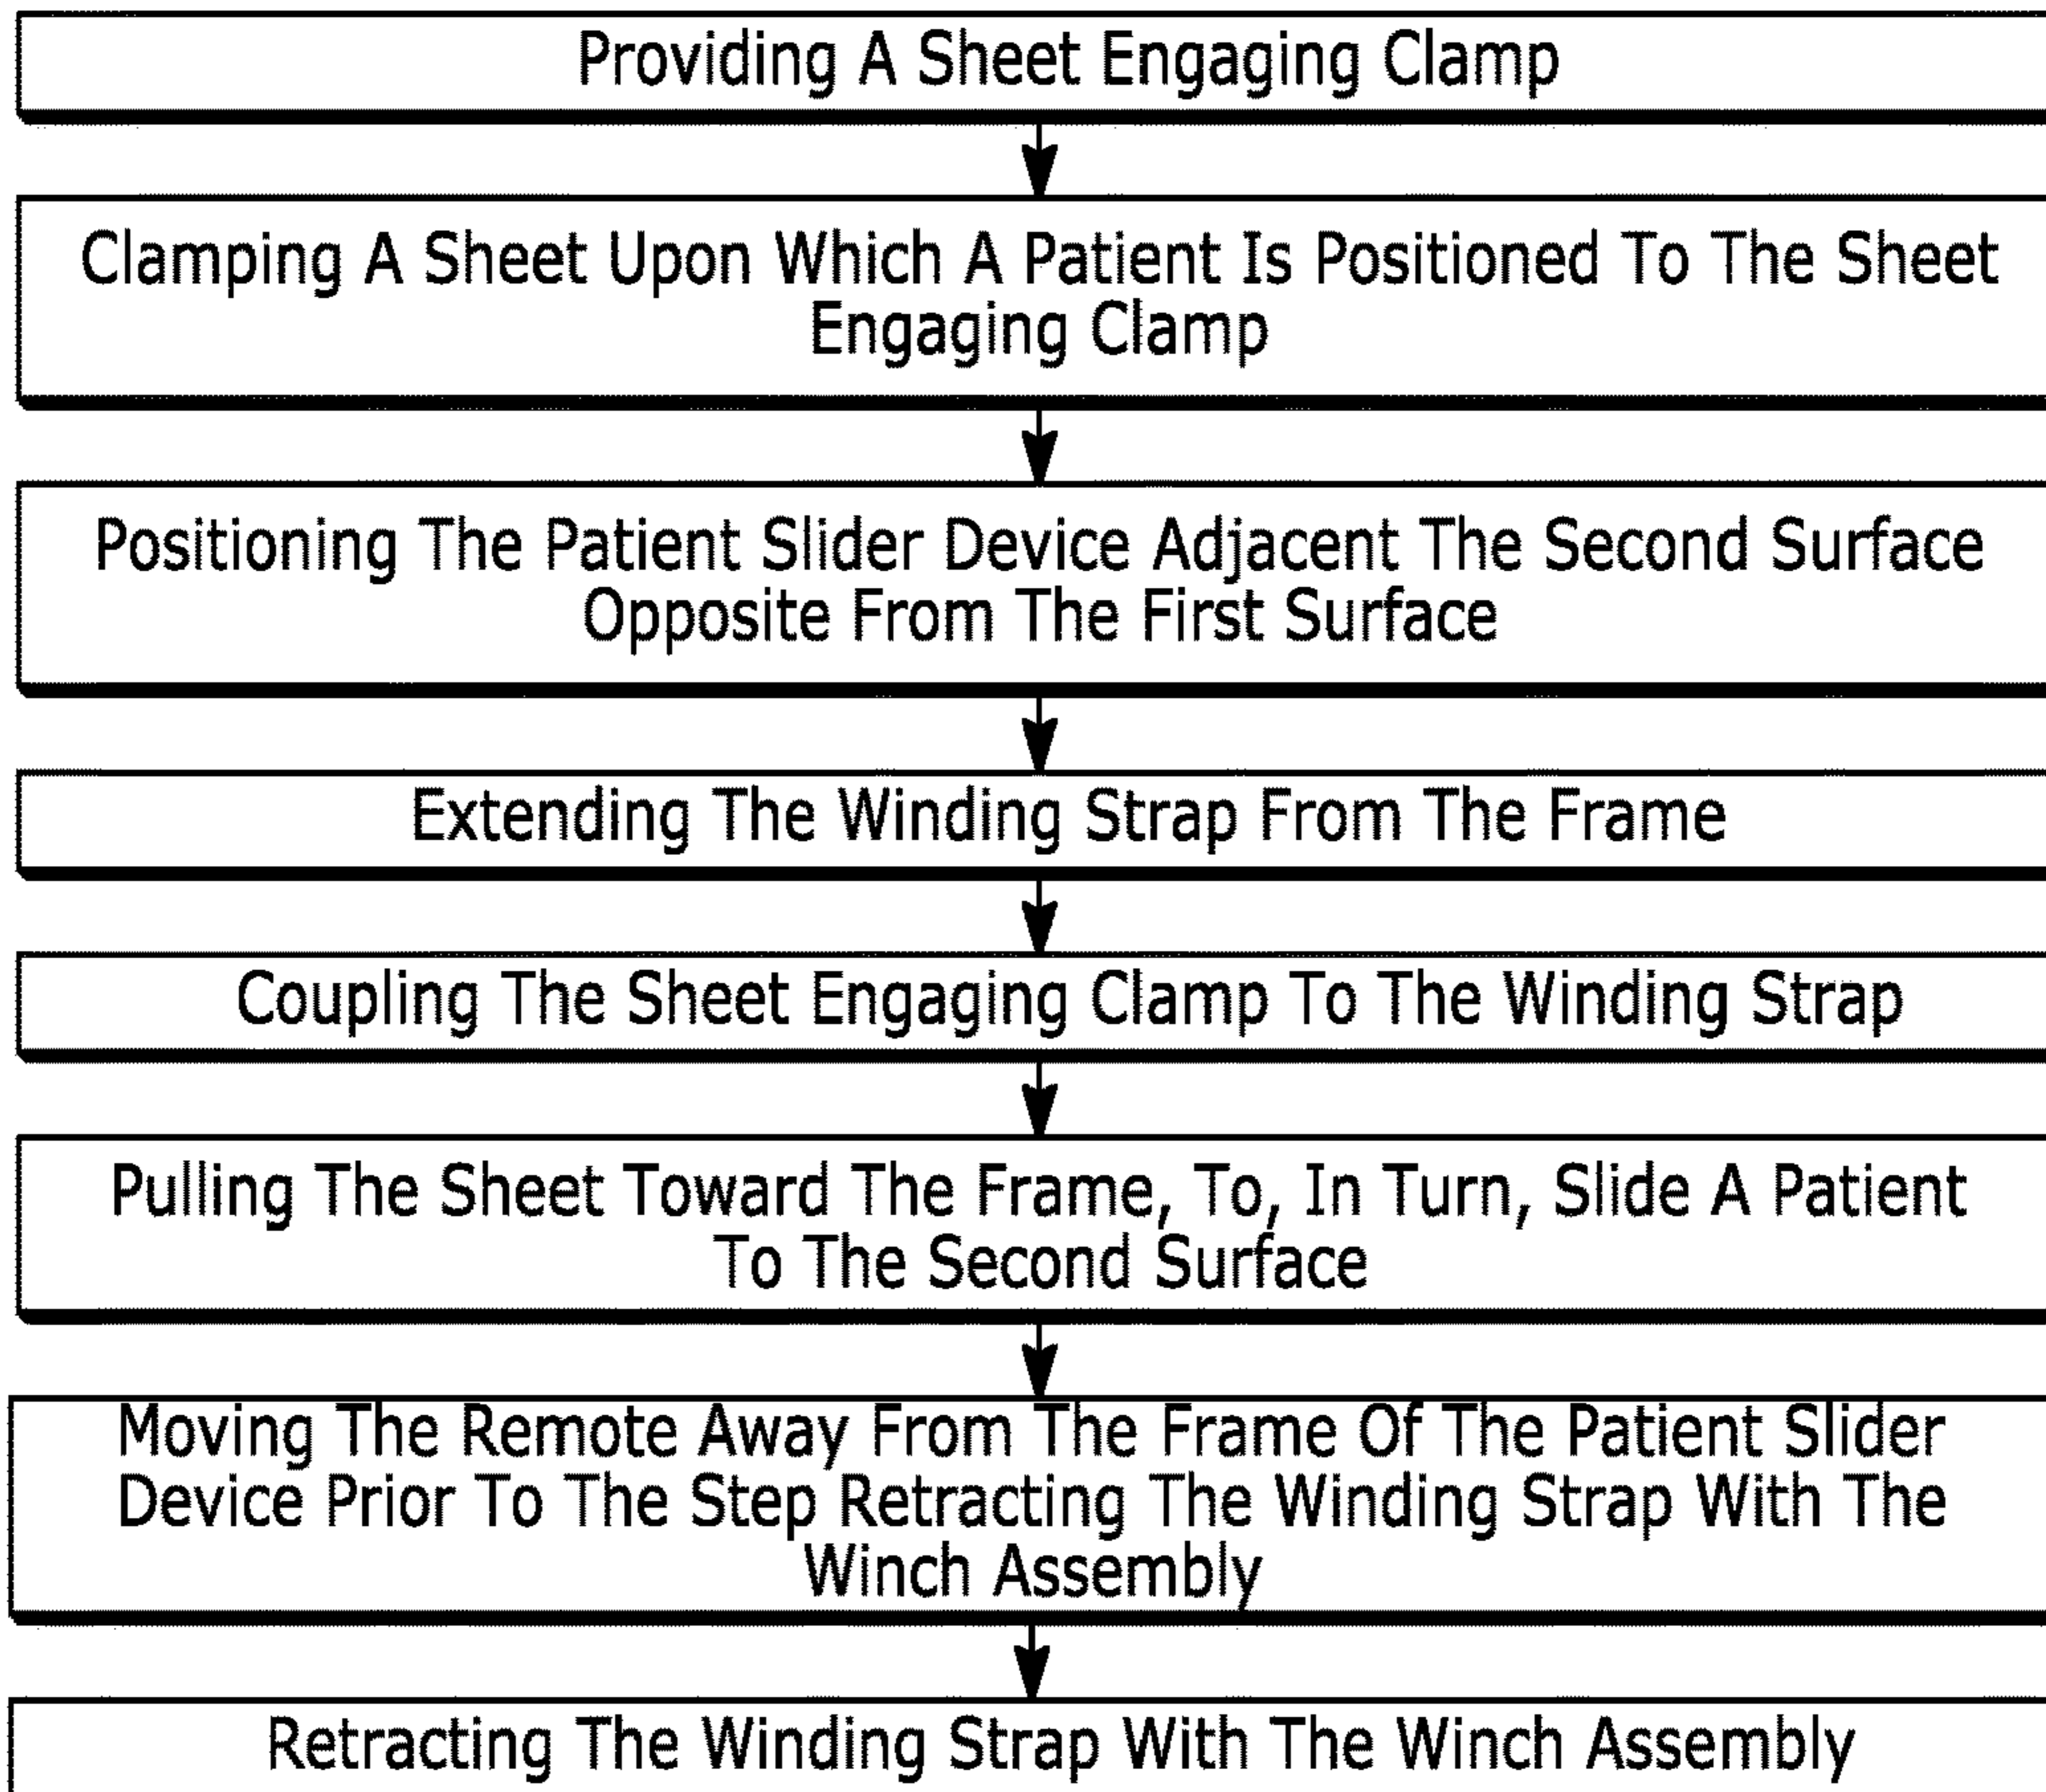 Providing A Sheet Engaging Clamp
Clamping A Sheet Upon Which A Patient Is Positioned To The Sheet
Engaging Clamp
Positioning The Patient Slider Device Adjacent The Second Surface
Opposite From The First Surface
Extending The Winding Strap From The Frame
Coupling The Sheet Engaging Clamp To The Winding Strap
Pulling The Sheet Toward The Frame, To, In Turn, Slide A Patient
To The Second Surface
Moving The Remote Away From The Frame Of The Patient Slider
Device Prior To The Step Retracting The Winding Strap With The
Winch Assembly
Retracting The Winding Strap With The Winch Assembly